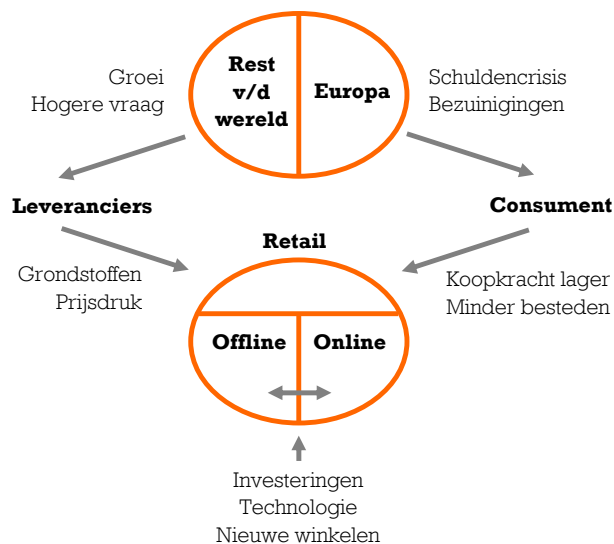 Groei
Hogere vraag
Rest
v/d
wereld
Europa
Schuldencrisis
Bezuinigingen
Leveranciers
Consument
Retail
Grondstoffen
Prijsdruk
Koopkracht lager
Minder besteden
Offline
Online
Investeringen
Technologie
Nieuwe winkelen